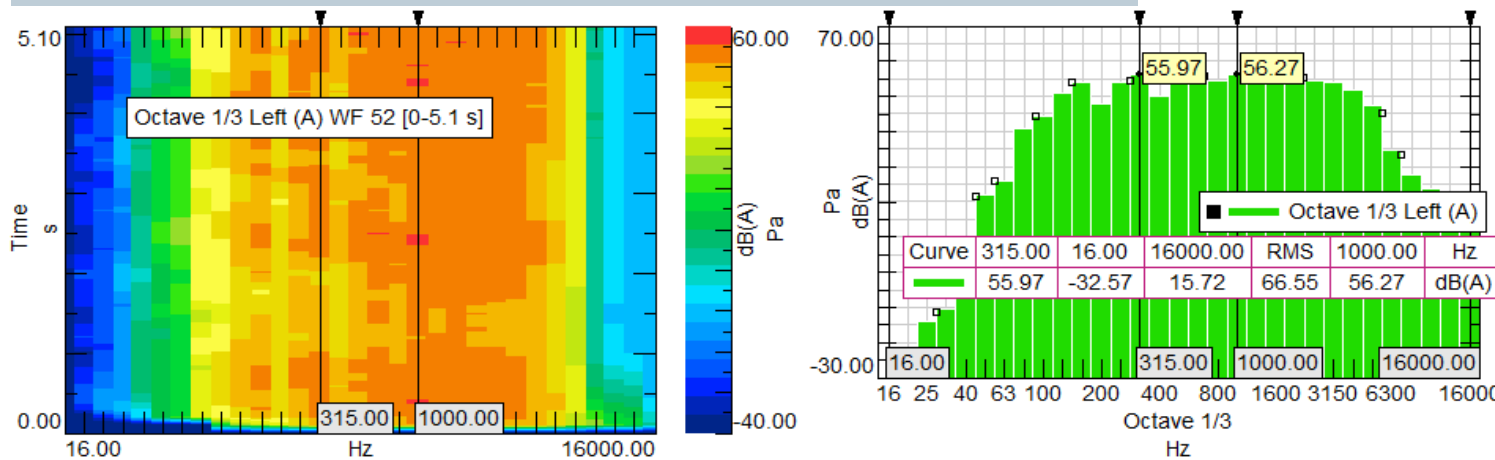 5.10
Time
s
0.00
Octave 1/3 Left (A) WF 52 [0-5.1 s]
315.00 1000.00
16.00 Hz 16000.00
60.00
dB(A)
Pa
-40.00
70.00
Pa
dB(A)
-30.00
55.97 56.27
Octave 1/3 Left (A)
Curve 315.00 16.00 16000.00 RMS 1000.00 Hz
55.97 -32.57 15.72 66.55 56.27 dB(A)
16.00 315.00 1000.00 16000.00
16 25 40 63 100 200 400 800 1600 3150 6300 16000
Octave 1/3
Hz